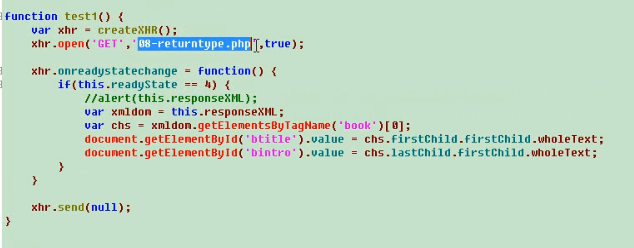 function test1() {
var xhr = createXHR();
xhr.open('GET','08-returntype.php',true);
xhr.onreadystatechange = function() {
if(this.readyState == 4) {
//alert(this.responseXML);
var xmldom = this.responseXML;
var chs = xmldom.getElementsByTagName('book')[0];
document.getElementById('btitle').value = chs.firstChild.firstChild.wholeText;
document.getElementById('bintro').value = chs.lastChild.firstChild.wholeText;
}
}
xhr.send(null);
}